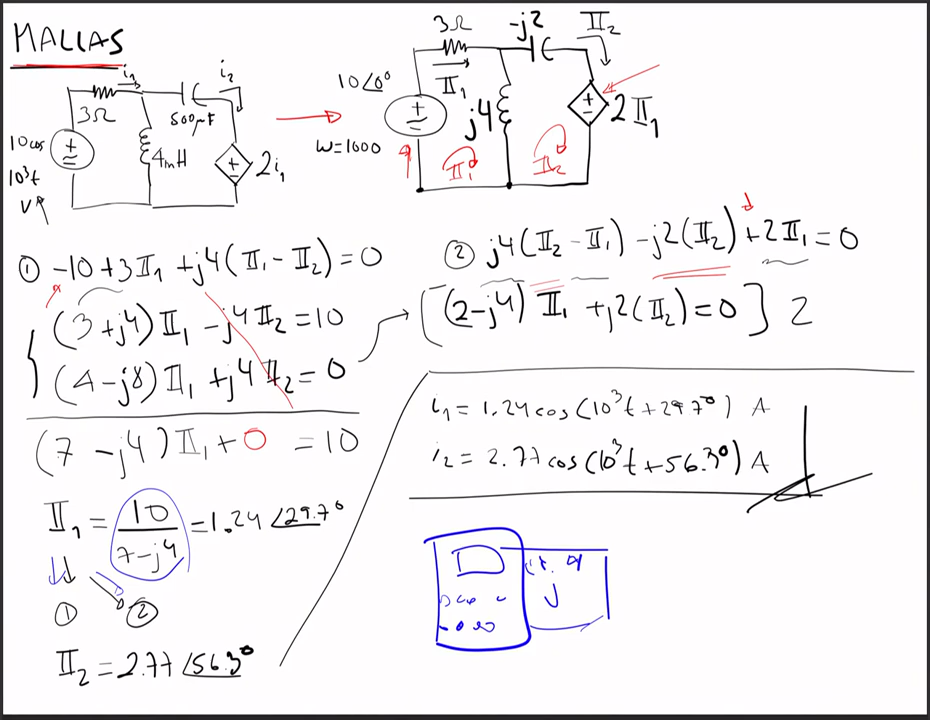 MALLAS
i₁
i₂
3Ω
500μF
10cos
10³t
V
4mH
2i₁
3Ω
-j2
𝕀₂
10∠0°
𝕀₁
j4
2𝕀₁
W=1000
𝕀₁
𝕀₂
① -10+3𝕀₁+j4(𝕀₁-𝕀₂)=0
(3+j4)𝕀₁-j4𝕀₂=10
(4-j8)𝕀₁+j4𝕀₂=0
(7-j4)𝕀₁+0=10
𝕀₁=10/(7-j4)=1.24∠29.7°
① ②
𝕀₂=2.77∠56.3°
② j4(𝕀₂-𝕀₁)-j2(𝕀₂)+2𝕀₁=0
[(2-j4)𝕀₁+j2(𝕀₂)=0]2
i₁=1.24cos(10³t+29.7°) A
i₂=2.77cos(10³t+56.3°) A
j